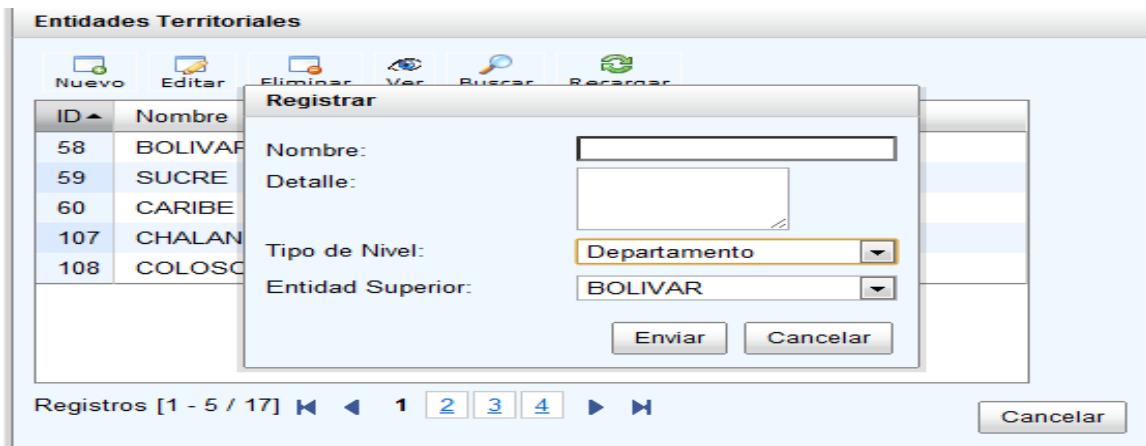 Entidades Territoriales
Nuevo Editar Eliminar Ver Buscar Recargar
Registrar
ID Nombre
58 BOLIVAR
59 SUCRE
60 CARIBE
107 CHALAN
108 COLOSO
Nombre:
Detalle:
Tipo de Nivel: Departamento
Entidad Superior: BOLIVAR
Enviar Cancelar
Registros [1 - 5 / 17] 1 2 3 4
Cancelar